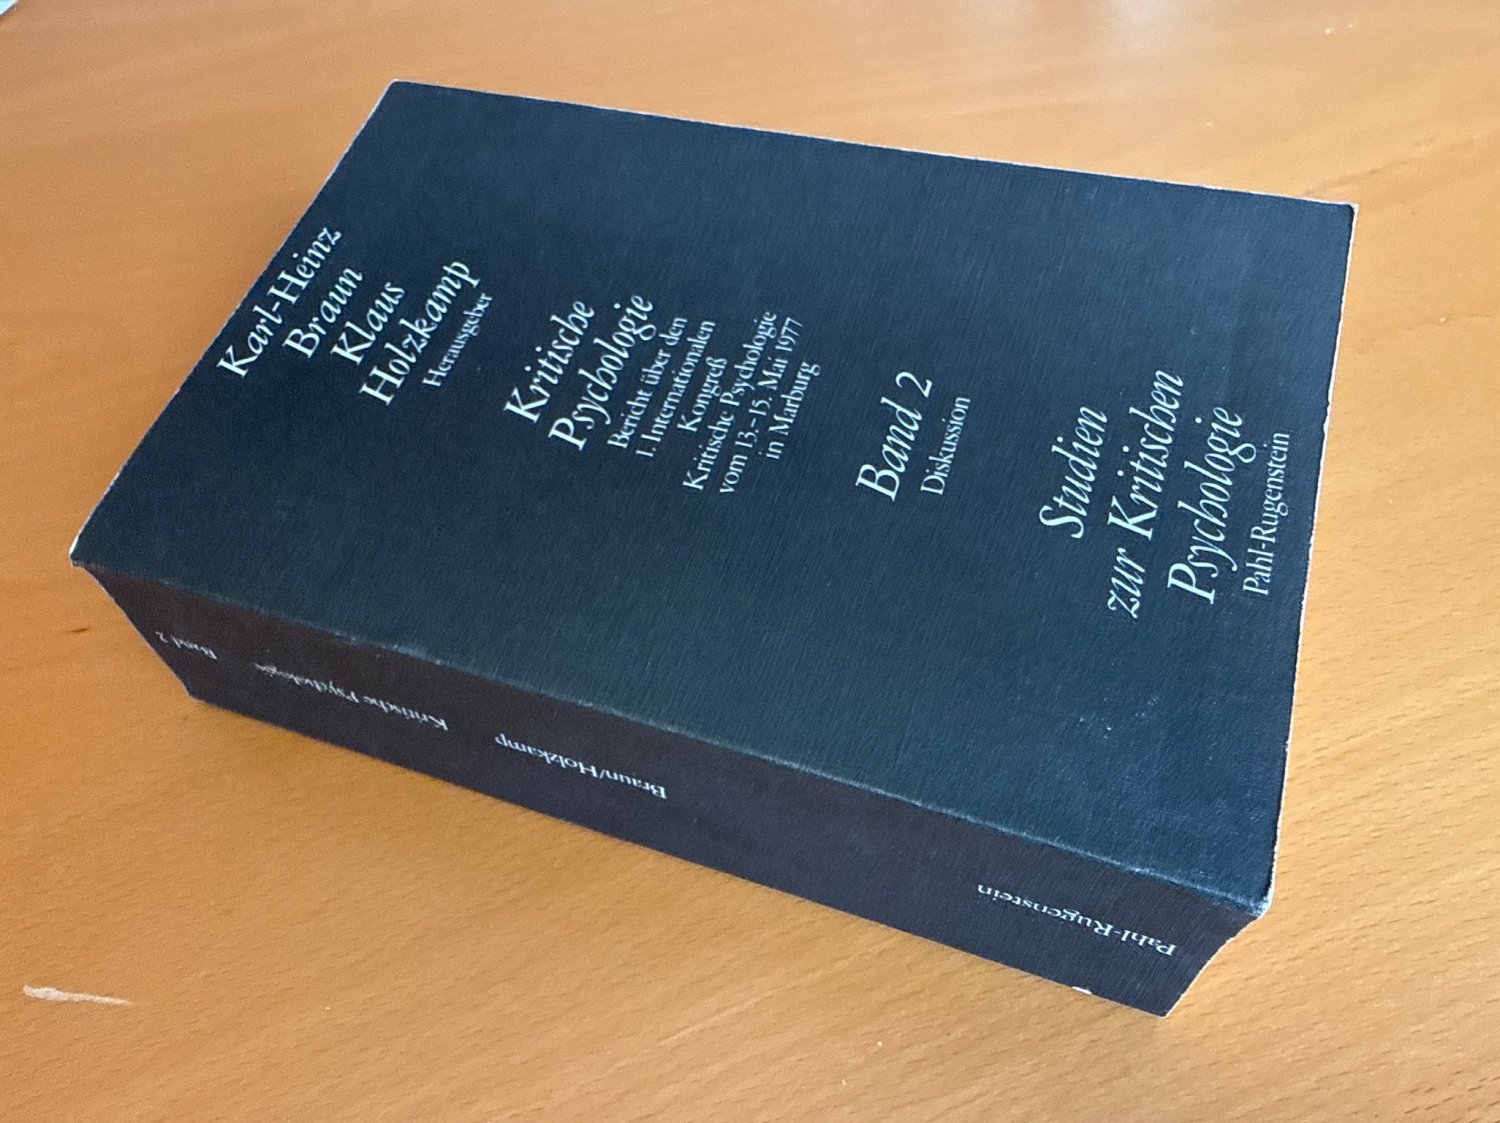 Karl-Heinz
Braun
Klaus
Holzkamp
Herausgeber
Kritische
Psychologie
Bericht über den
1. Internationalen
Kongreß
Kritische Psychologie
vom 13.-15. Mai 1977
in Marburg
Band 2
Diskussion
Studien
zur Kritischen
Psychologie
Pahl-Rugenstein
Pahl-Rugenstein
Braun/Holzkamp
Kritische Psychologie
Band 2